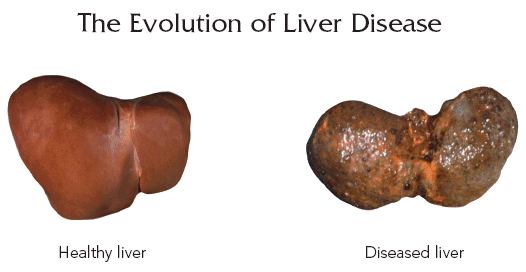 The Evolution of Liver Disease
Healthy liver
Diseased liver